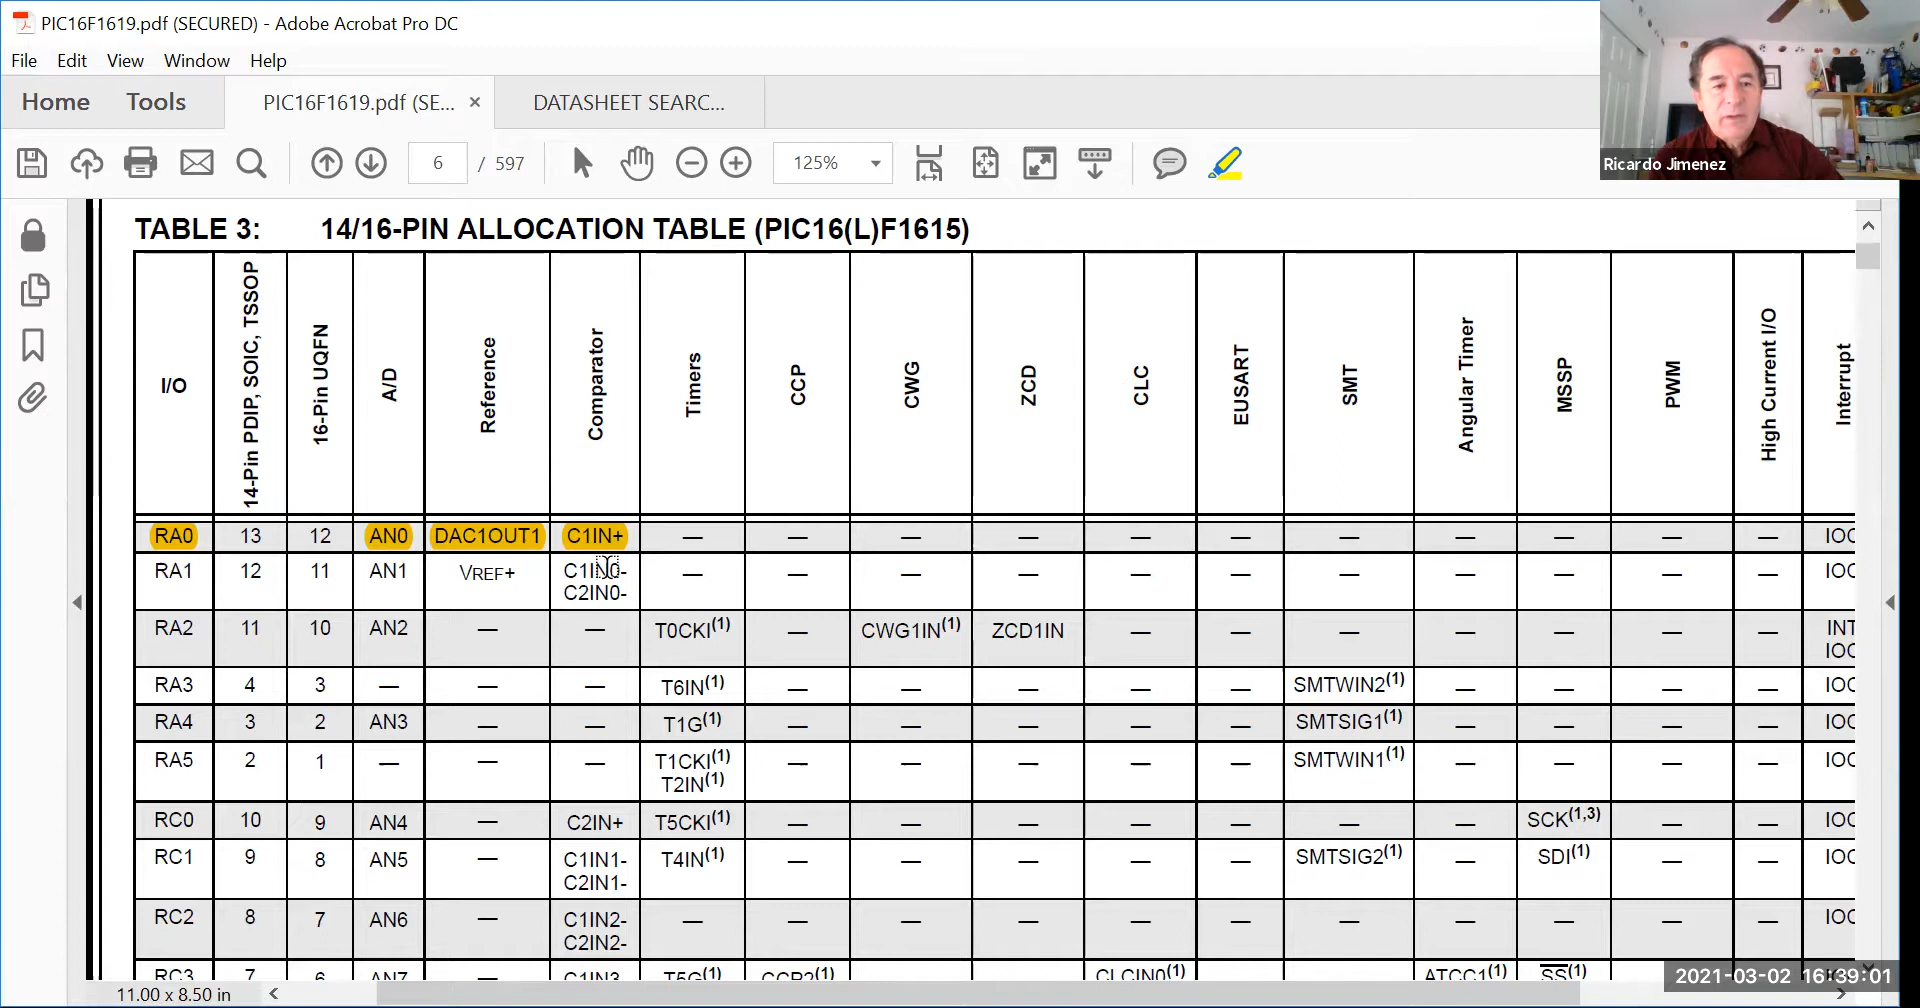 PIC16F1619.pdf (SECURED) - Adobe Acrobat Pro DC
File Edit View Window Help
Home Tools PIC16F1619.pdf (SE... × DATASHEET SEARC...
6 / 597 125%
Ricardo Jimenez
TABLE 3: 14/16-PIN ALLOCATION TABLE (PIC16(L)F1615)
I/O 14-Pin PDIP, SOIC, TSSOP 16-Pin UQFN A/D Reference Comparator Timers CCP CWG ZCD CLC EUSART SMT Angular Timer MSSP PWM High Current I/O Interrupt
RA0 13 12 AN0 DAC1OUT1 C1IN+ — — — — — — — — — — — IOC
RA1 12 11 AN1 VREF+ C1IN0- — — — — — — — — — — — IOC
C2IN0-
RA2 11 10 AN2 — — T0CKI(1) — CWG1IN(1) ZCD1IN — — — — — — — INT
IOC
RA3 4 3 — — — T6IN(1) — — — — — SMTWIN2(1) — — — — IOC
RA4 3 2 AN3 — — T1G(1) — — — — — SMTSIG1(1) — — — — IOC
RA5 2 1 — — — T1CKI(1) — — — — — SMTWIN1(1) — — — — IOC
T2IN(1)
RC0 10 9 AN4 — C2IN+ T5CKI(1) — — — — — — — SCK(1,3) — — IOC
RC1 9 8 AN5 — C1IN1- T4IN(1) — — — — — SMTSIG2(1) — SDI(1) — — IOC
C2IN1-
RC2 8 7 AN6 — C1IN2- — — — — — — — — — — — IOC
C2IN2-
RC3 7 6 AN7 — C1IN3- T5G(1) CCP2(1) CLCIN0(1) ATCC1(1) SS(1)
2021-03-02 16:39:01
11.00 x 8.50 in